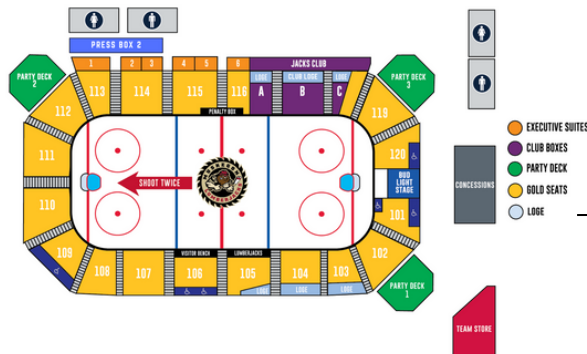 PRESS BOX 2
JACKS CLUB
1
2
3
4
5
6
LOGE
CLUB LOGE
LOGE
PARTY DECK
2
PARTY DECK
3
113
114
115
116
A
B
C
112
119
PENALTY BOX
111
120
EXECUTIVE SUITES
CLUB BOXES
PARTY DECK
GOLD SEATS
LOGE
SHOOT TWICE
BUD
LIGHT
STAGE
CONCESSIONS
110
101
109
102
VISITOR BENCH
LUMBERJACKS
108
107
106
105
104
103
LOGE
LOGE
LOGE
PARTY DECK
1
TEAM STORE